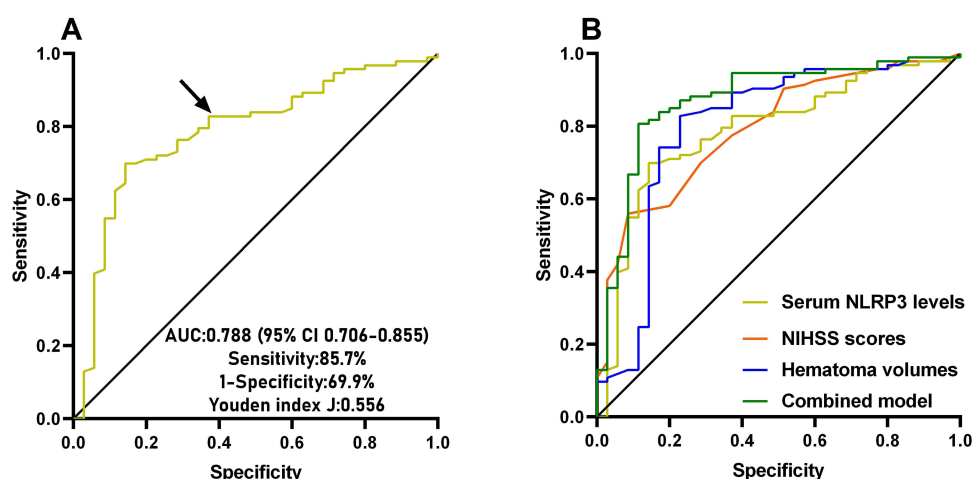 A
1.0
0.8
0.6
0.4
0.2
0.0
Sensitivity
AUC:0.788 (95% CI 0.706-0.855)
Sensitivity:85.7%
1-Specificity:69.9%
Youden index J:0.556
0.0 0.2 0.4 0.6 0.8 1.0
Specificity
B
1.0
0.8
0.6
0.4
0.2
0.0
Sensitivity
Serum NLRP3 levels
NIHSS scores
Hematoma volumes
Combined model
0.0 0.2 0.4 0.6 0.8 1.0
Specificity